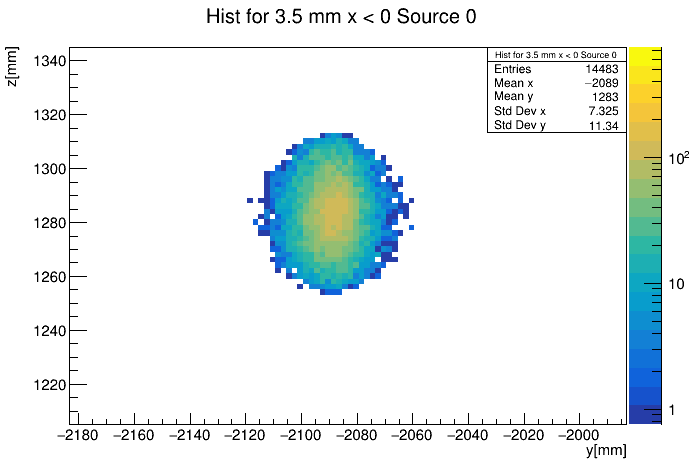 Hist for 3.5 mm x < 0 Source 0
z[mm]
Hist for 3.5 mm x < 0 Source 0
Entries 14483
Mean x −2089
Mean y 1283
Std Dev x 7.325
Std Dev y 11.34
1340
1320
1300
1280
1260
1240
1220
10²
10
1
−2180 −2160 −2140 −2120 −2100 −2080 −2060 −2040 −2020 −2000
y[mm]